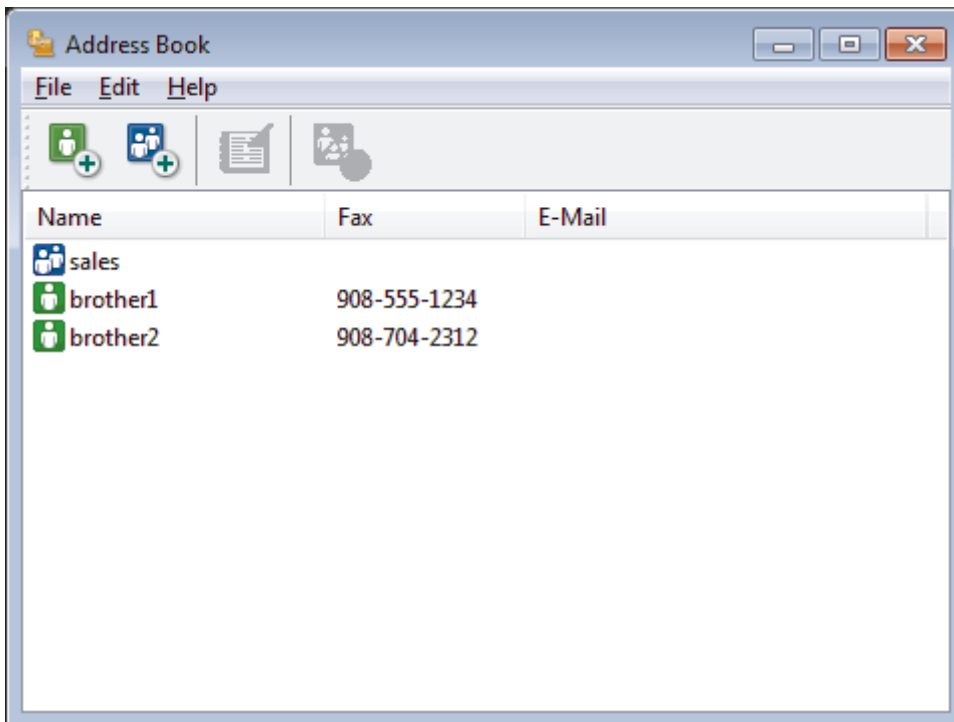 Address Book
File Edit Help
Name Fax E-Mail
sales
brother1 908-555-1234
brother2 908-704-2312